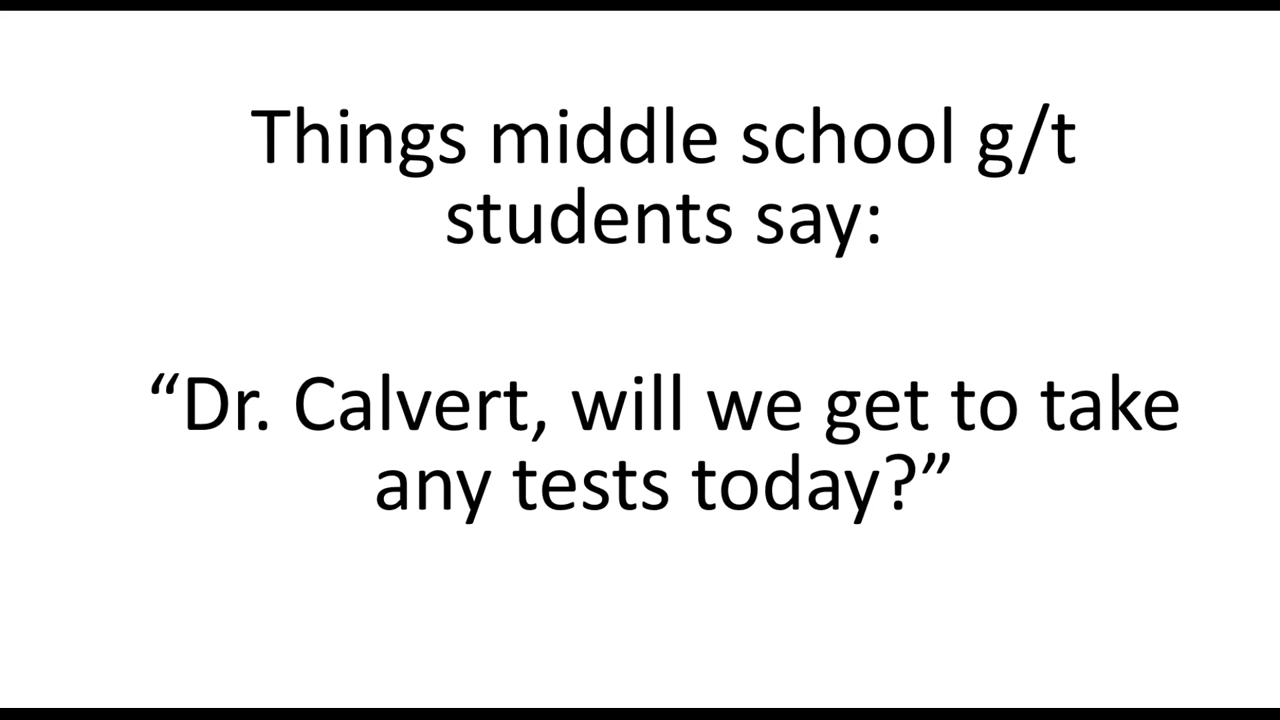 Things middle school g/t
students say:
“Dr. Calvert, will we get to take
any tests today?”